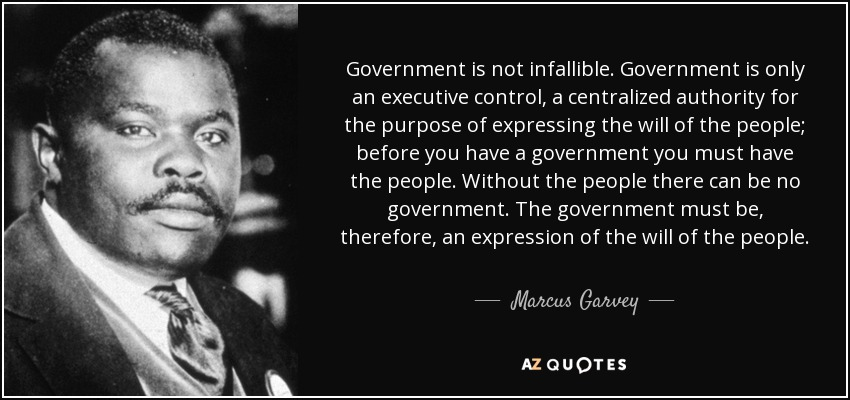 Government is not infallible. Government is only
an executive control, a centralized authority for
the purpose of expressing the will of the people;
before you have a government you must have
the people. Without the people there can be no
government. The government must be,
therefore, an expression of the will of the people.
Marcus Garvey
AZ QUOTES